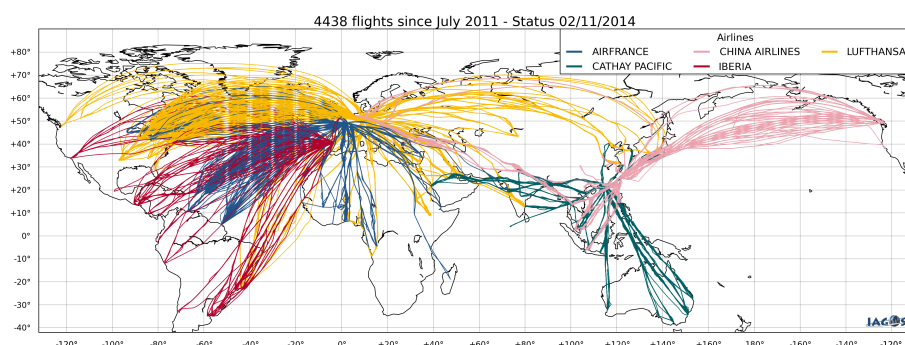 4438 flights since July 2011 - Status 02/11/2014
Airlines
AIRFRANCE CHINA AIRLINES LUFTHANSA
CATHAY PACIFIC IBERIA
+80°
+70°
+60°
+50°
+40°
+30°
+20°
+10°
0°
-10°
-20°
-30°
-40°
IAGOS
-120° -100° -80° -60° -40° -20° 0° +20° +40° +60° +80° +100° +120° +140° +160° +180° -160° -140° -120°